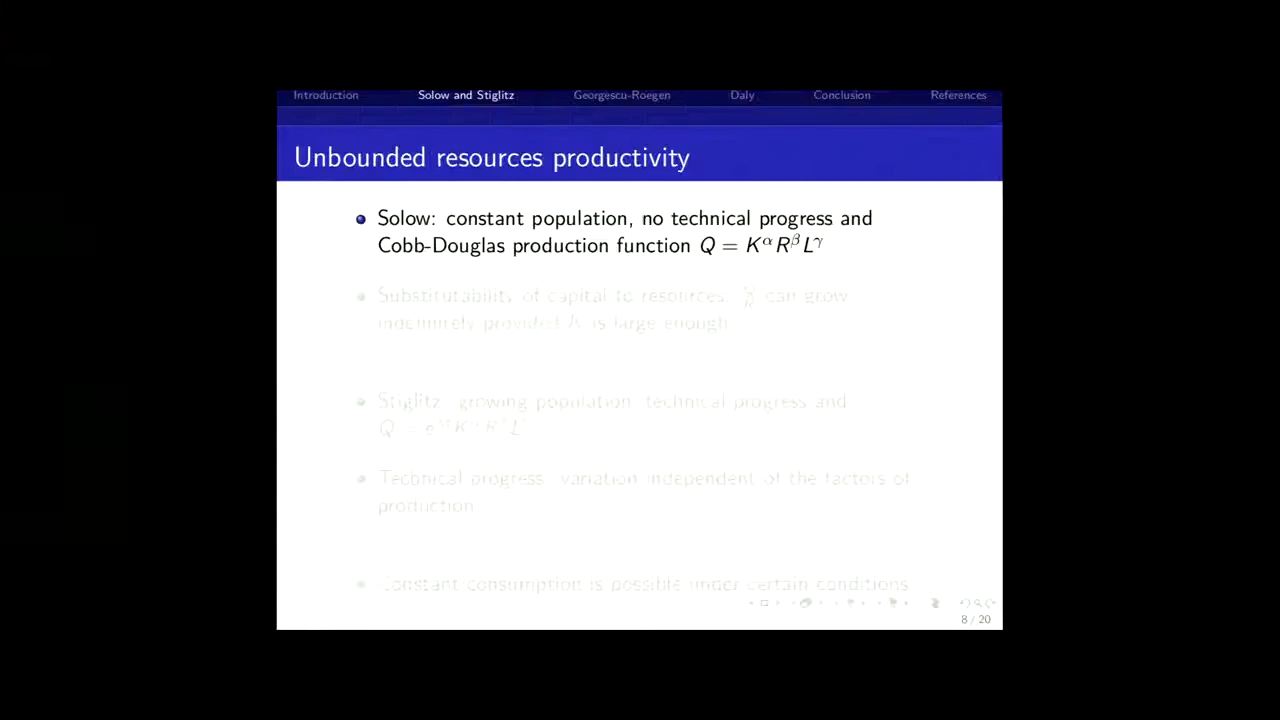 Introduction Solow and Stiglitz Georgescu-Roegen Daly Conclusion References
Unbounded resources productivity
Solow: constant population, no technical progress and
Cobb-Douglas production function Q = K^α R^β L^γ
Substitutability of capital to resources: can grow
indefinitely provided K is large enough
Stiglitz: growing population, technical progress and
Technical progress: variation independent of the factors of
production
Constant consumption is possible under certain conditions
8 / 20